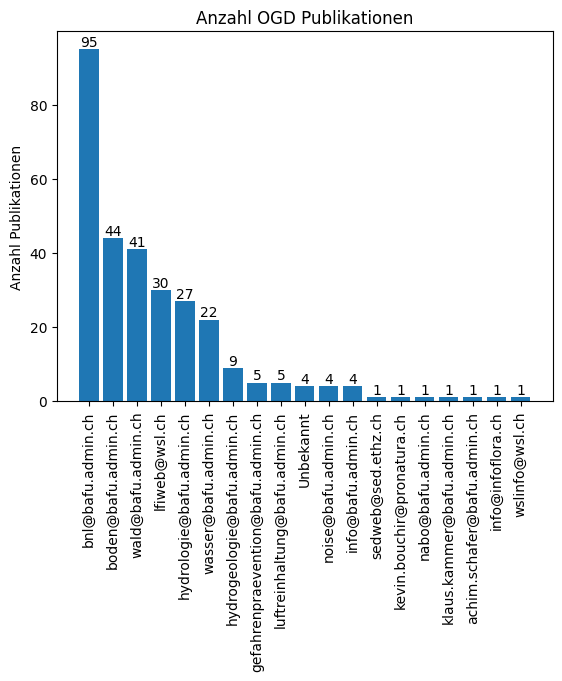 Anzahl OGD Publikationen
Anzahl Publikationen
80
60
40
20
0
95
44
41
30
27
22
9
5
5
4
4
4
1
1
1
1
1
1
1
bnl@bafu.admin.ch
boden@bafu.admin.ch
wald@bafu.admin.ch
lfiweb@wsl.ch
hydrologie@bafu.admin.ch
wasser@bafu.admin.ch
hydrogeologie@bafu.admin.ch
gefahrenpraevention@bafu.admin.ch
luftreinhaltung@bafu.admin.ch
Unbekannt
noise@bafu.admin.ch
info@bafu.admin.ch
sedweb@sed.ethz.ch
kevin.bouchir@pronatura.ch
nabo@bafu.admin.ch
klaus.kammer@bafu.admin.ch
achim.schafer@bafu.admin.ch
info@infoflora.ch
wslinfo@wsl.ch